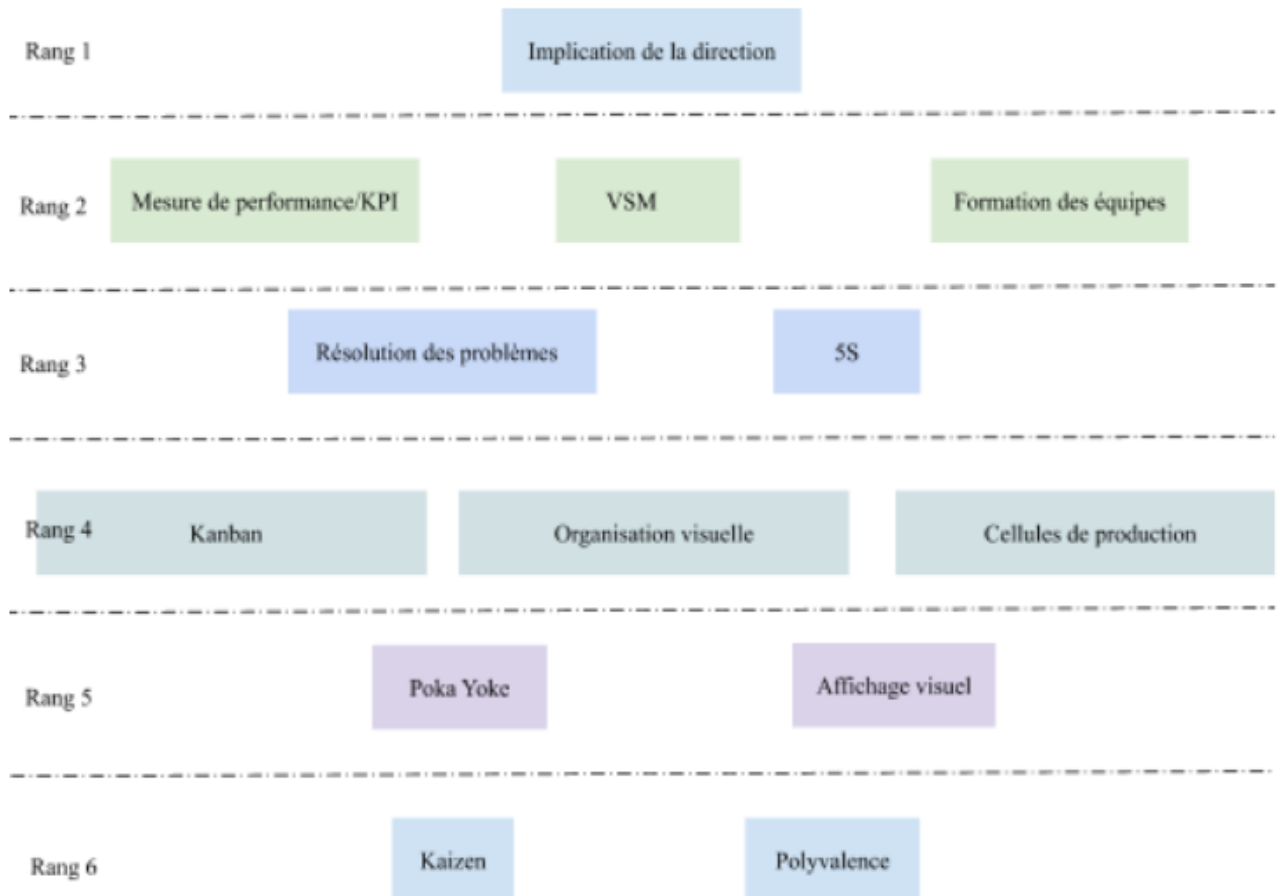 Rang 1
Implication de la direction
Rang 2
Mesure de performance/KPI
VSM
Formation des équipes
Rang 3
Résolution des problèmes
5S
Rang 4
Kanban
Organisation visuelle
Cellules de production
Rang 5
Poka Yoke
Affichage visuel
Rang 6
Kaizen
Polyvalence